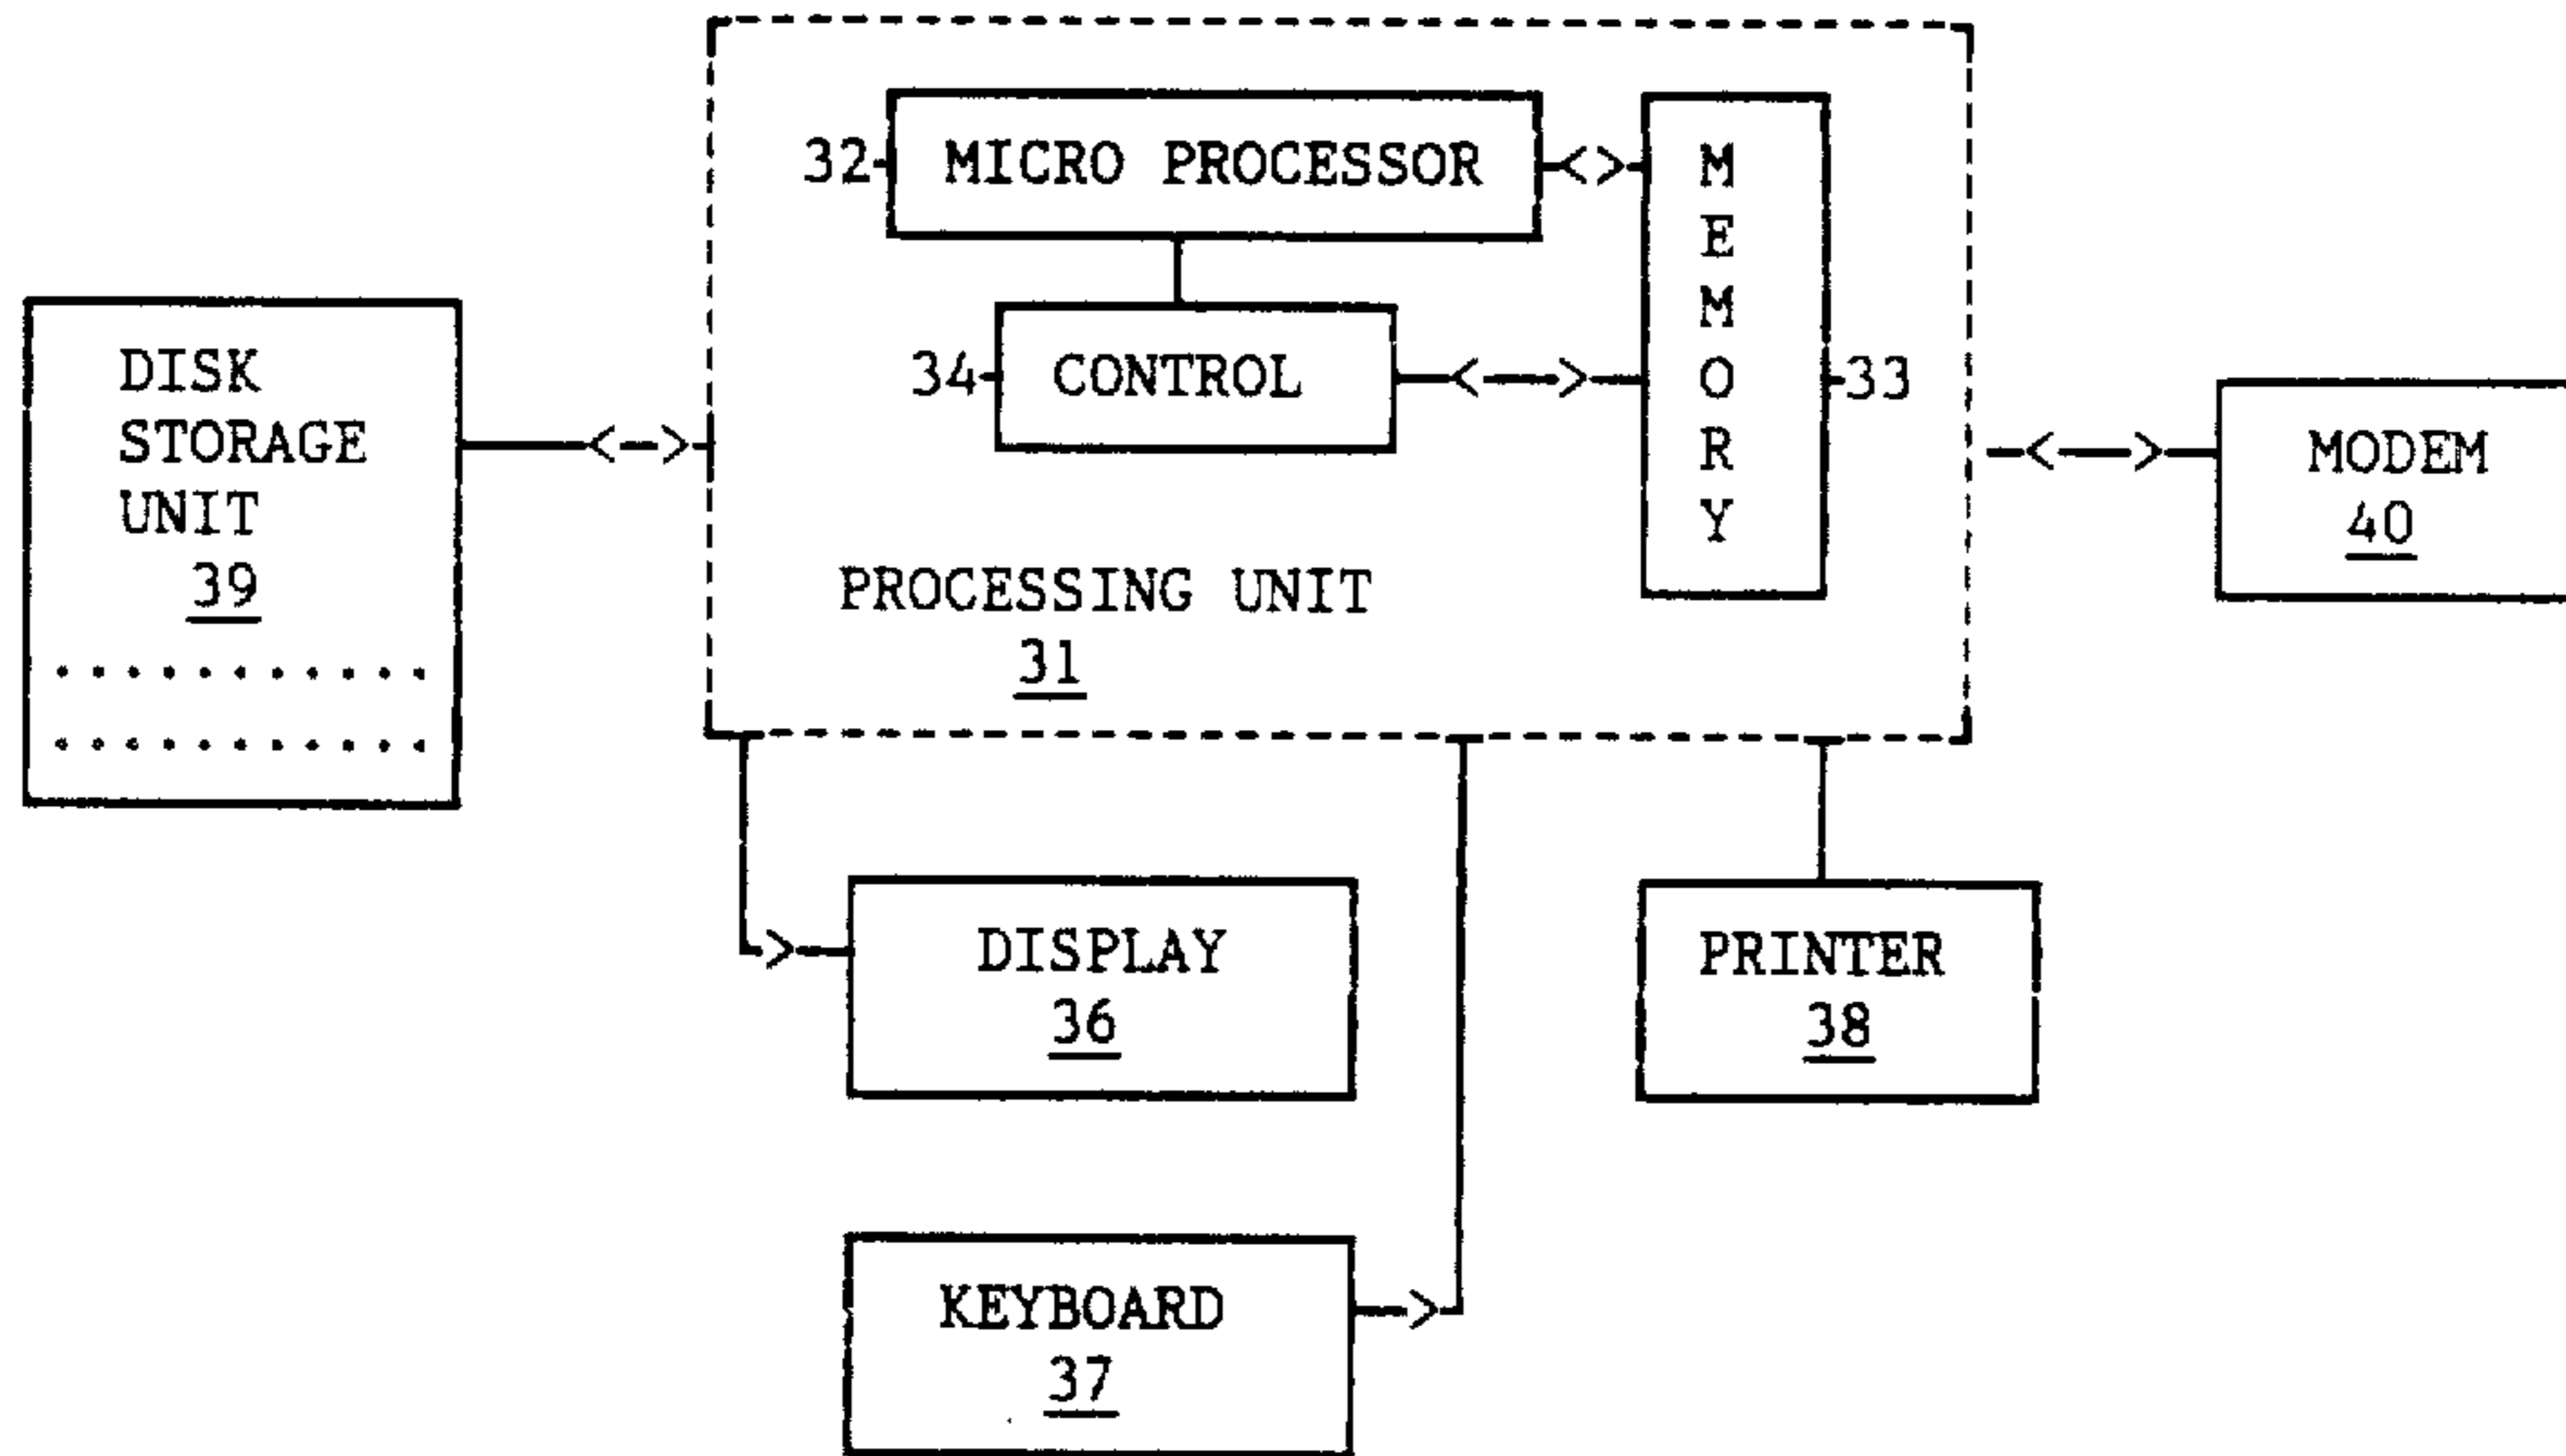 32
MICRO PROCESSOR
MEMORY
34
CONTROL
33
PROCESSING UNIT
31
DISK
STORAGE
UNIT
39
MODEM
40
DISPLAY
36
PRINTER
38
KEYBOARD
37